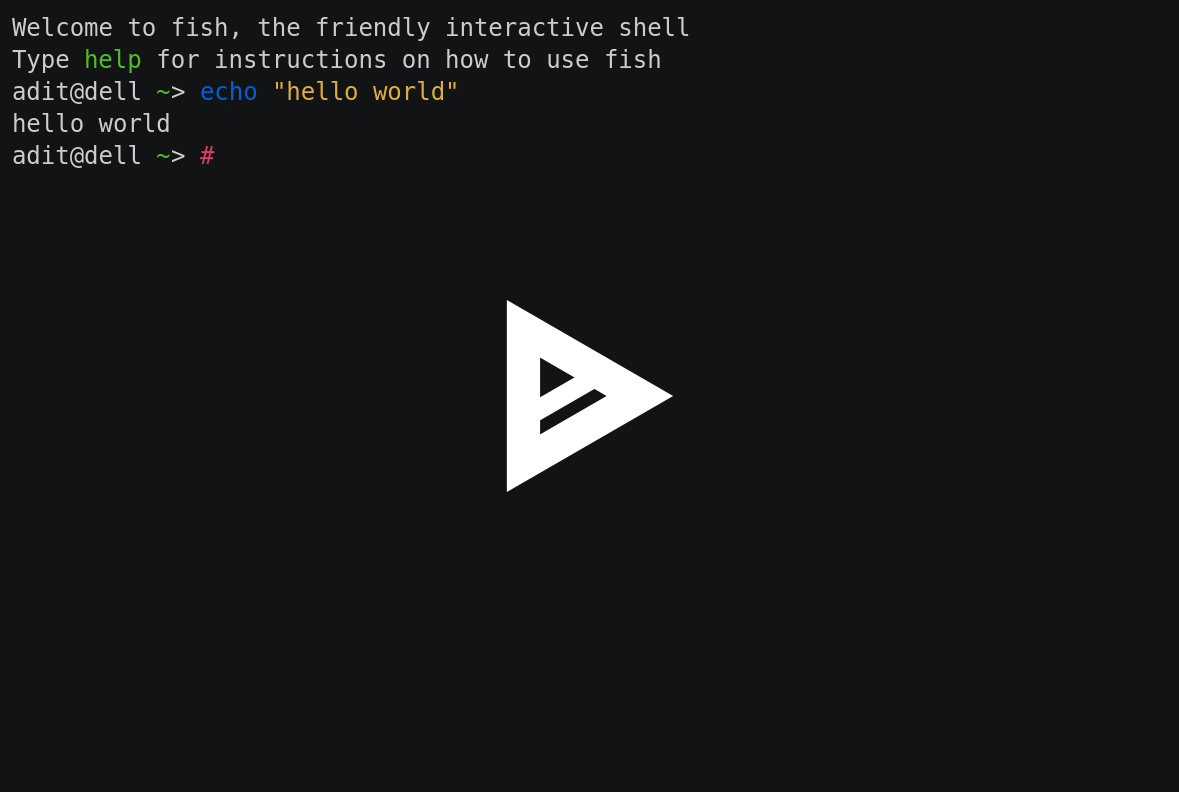 Welcome to fish, the friendly interactive shell
Type help for instructions on how to use fish
adit@dell ~> echo "hello world"
hello world
adit@dell ~> #